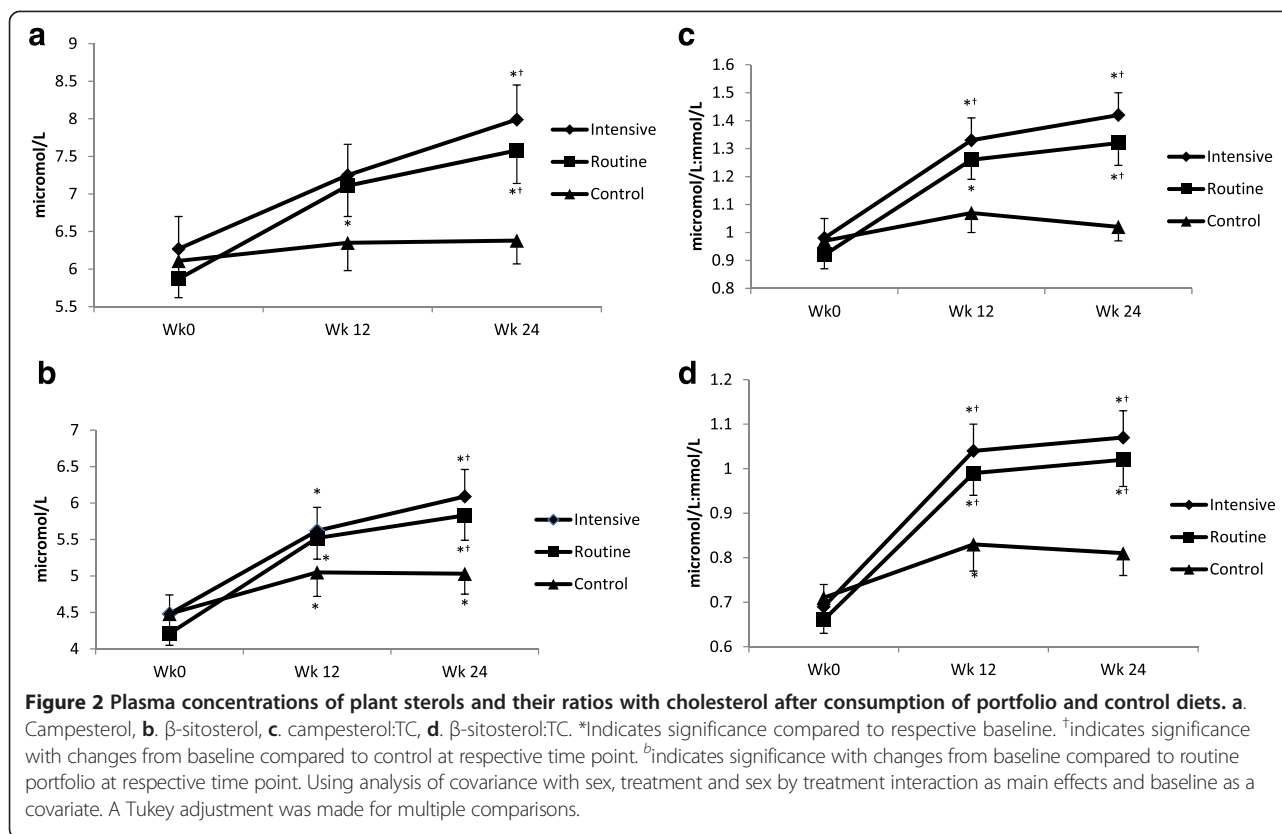 a
9
8.5
8
7.5
7
6.5
6
5.5
micromol/L
*†
*†
*
Wk0 Wk 12 Wk 24
Intensive
Routine
Control
c
1.6
1.5
1.4
1.3
1.2
1.1
1
0.9
0.8
micromol/L:mmol/L
*†
*†
*
*†
Wk0 Wk 12 Wk 24
Intensive
Routine
Control
b
7
6.5
6
5.5
5
4.5
4
micromol/L
*
*†
*
*†
*
*
Wk0 Wk 12 Wk 24
Intensive
Routine
Control
d
1.2
1.1
1
0.9
0.8
0.7
0.6
micromol/L:mmol/L
*†
*†
*†
*†
*
Wk0 Wk 12 Wk 24
Intensive
Routine
Control
Figure 2 Plasma concentrations of plant sterols and their ratios with cholesterol after consumption of portfolio and control diets. a.
Campesterol, b. β-sitosterol, c. campesterol:TC, d. β-sitosterol:TC. *Indicates significance compared to respective baseline. †indicates significance
with changes from baseline compared to control at respective time point. bindicates significance with changes from baseline compared to routine
portfolio at respective time point. Using analysis of covariance with sex, treatment and sex by treatment interaction as main effects and baseline as a
covariate. A Tukey adjustment was made for multiple comparisons.